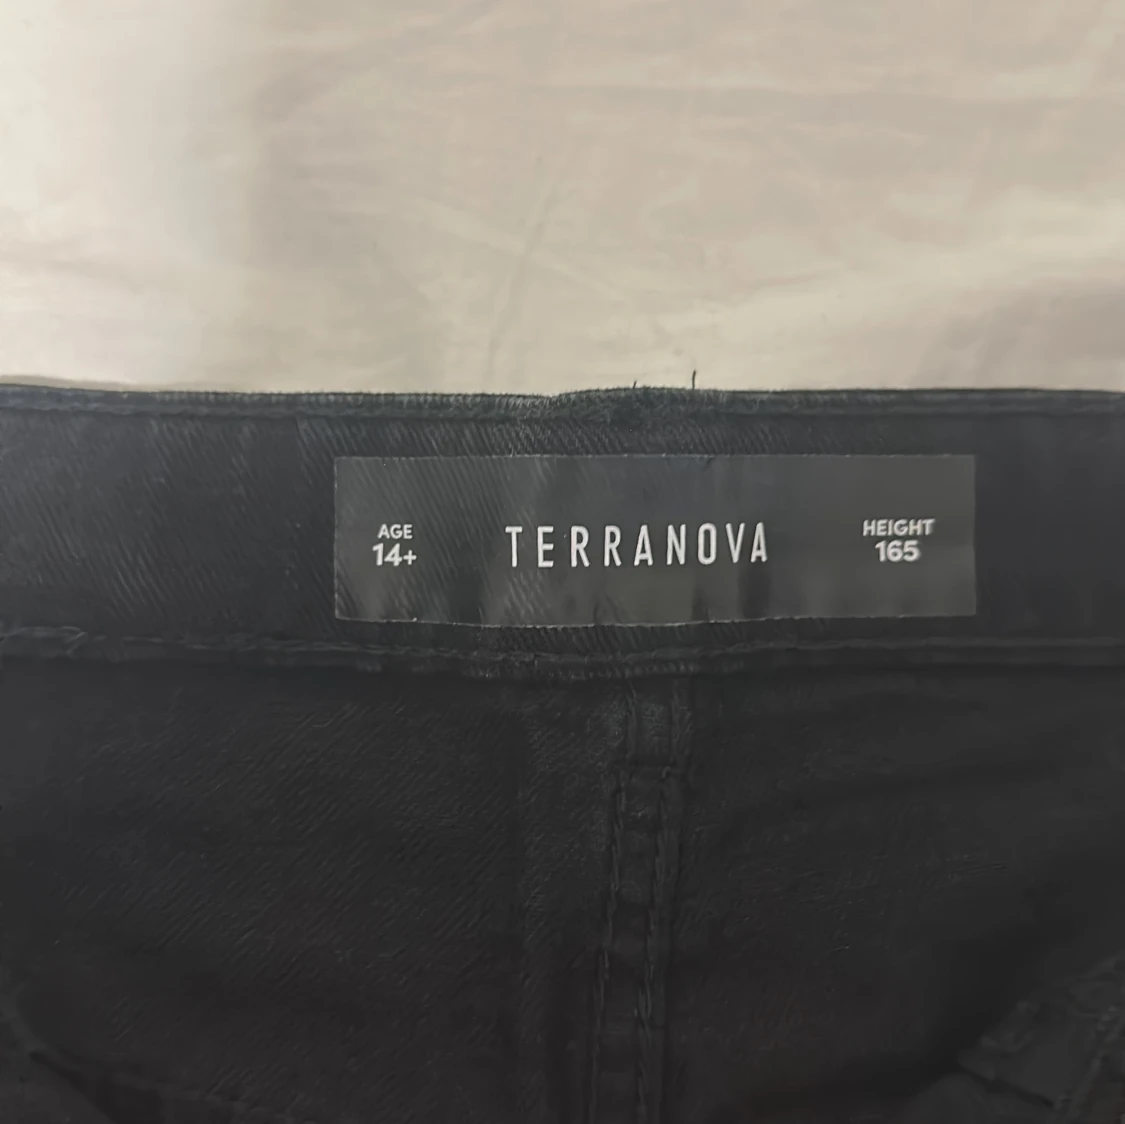 AGE
14+
TERRANOVA
HEIGHT
165